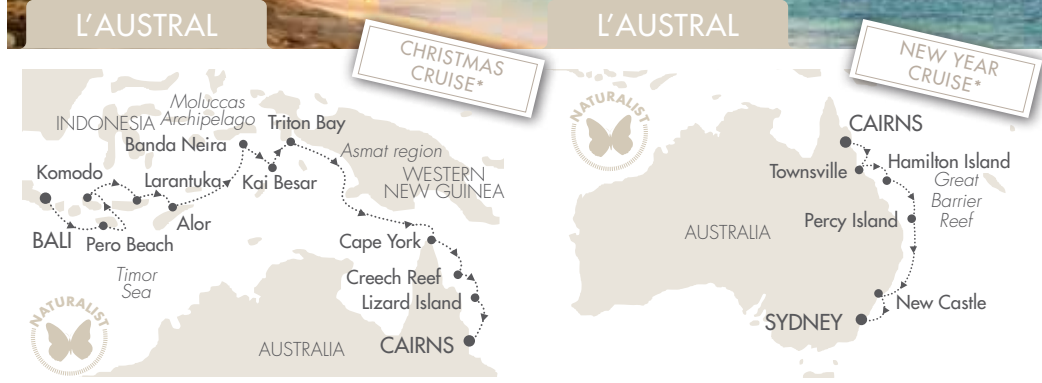 L'AUSTRAL
CHRISTMAS
CRUISE*
Moluccas
Archipelago
INDONESIA
Banda Neira
Triton Bay
Asmat region
Komodo
Larantuka
Kai Besar
WESTERN
NEW GUINEA
Alor
BALI
Pero Beach
Cape York
Timor
Sea
Creech Reef
Lizard Island
NATURALIST
AUSTRALIA
CAIRNS
L'AUSTRAL
NEW YEAR
CRUISE*
NATURALIST
CAIRNS
Townsville
Hamilton Island
Great
Barrier
Reef
Percy Island
AUSTRALIA
New Castle
SYDNEY